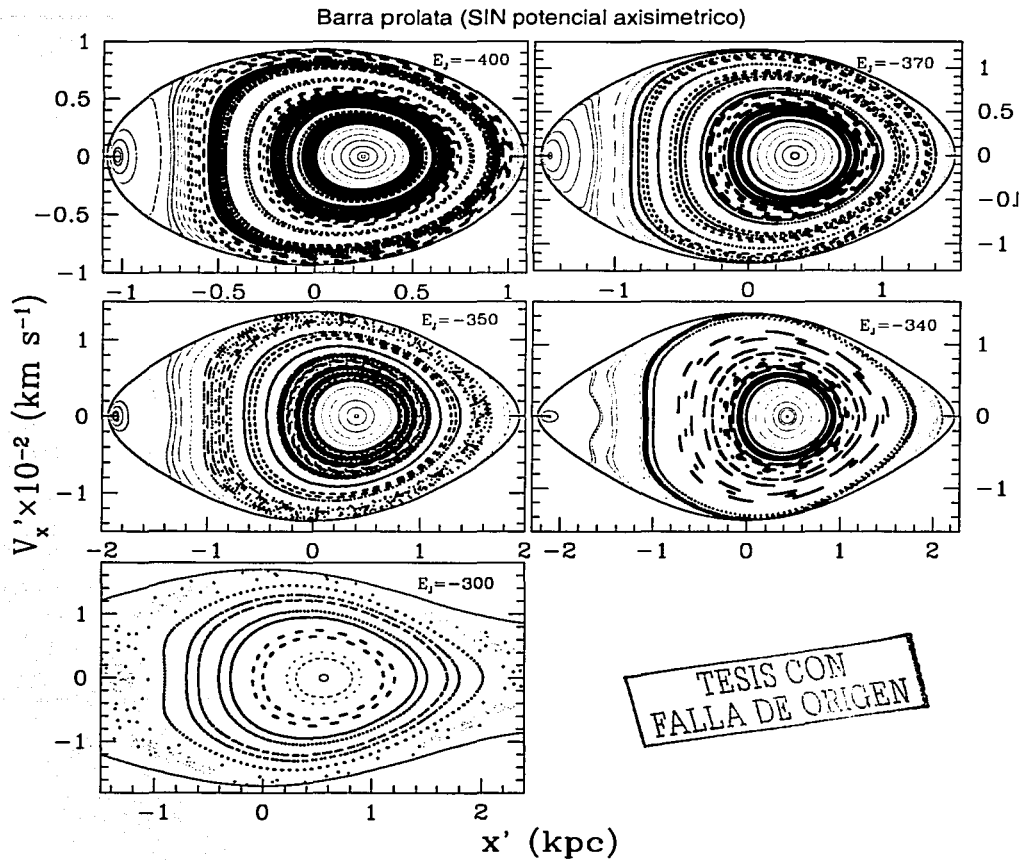 Barra prolata (SIN potencial axisimetrico)
1
0.5
0
−0.5
−1
E_J=−400
−1 −0.5 0 0.5 1
E_J=−370
1
0.5
0
−0.
−1
−1 0 1
1
0
−1
E_J=−350
−2 −1 0 1 2
E_J=−340
1
0
−1
−2 −1 0 1 2
1
0
−1
E_J=−300
−1 0 1 2
V_x'×10^−2 (km s^−1)
x' (kpc)
TESIS CON
FALLA DE ORIGEN